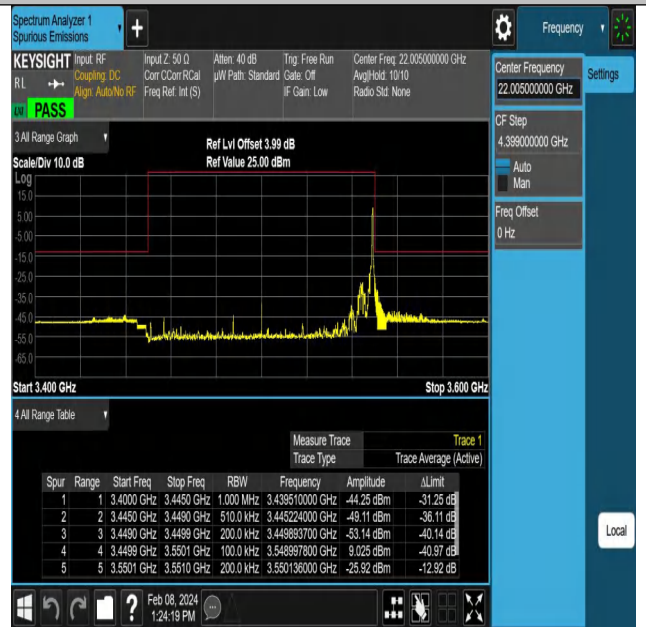 Spectrum Analyzer 1
Spurious Emissions
+
Frequency
KEYSIGHT
RL
Input: RF
Coupling: DC
Align: Auto/No RF
Input Z: 50 Ω
Corr CCorr RCal
Freq Ref: Int (S)
Atten: 40 dB
µW Path: Standard
Trig: Free Run
Gate: Off
IF Gain: Low
Center Freq: 22.005000000 GHz
Avg|Hold: 10/10
Radio Std: None
PASS
Center Frequency
22.005000000 GHz
Settings
CF Step
4.399000000 GHz
Auto
Man
Freq Offset
0 Hz
3 All Range Graph
Scale/Div 10.0 dB
Ref Lvl Offset 3.99 dB
Ref Value 25.00 dBm
Log
15.0
5.00
-5.00
-15.0
-25.0
-35.0
-45.0
-55.0
-65.0
Start 3.400 GHz
Stop 3.600 GHz
4 All Range Table
Measure Trace Trace 1
Trace Type Trace Average (Active)
Spur Range Start Freq Stop Freq RBW Frequency Amplitude ΔLimit
1 1 3.4000 GHz 3.4450 GHz 1.000 MHz 3.439510000 GHz -44.25 dBm -31.25 dB
2 2 3.4450 GHz 3.4490 GHz 510.0 kHz 3.445224000 GHz -49.11 dBm -36.11 dB
3 3 3.4490 GHz 3.4499 GHz 200.0 kHz 3.449893700 GHz -53.14 dBm -40.14 dB
4 4 3.4499 GHz 3.5501 GHz 100.0 kHz 3.548997800 GHz 9.025 dBm -40.97 dB
5 5 3.5501 GHz 3.5510 GHz 200.0 kHz 3.550136000 GHz -25.92 dBm -12.92 dB
Local
?
Feb 08, 2024
1:24:19 PM